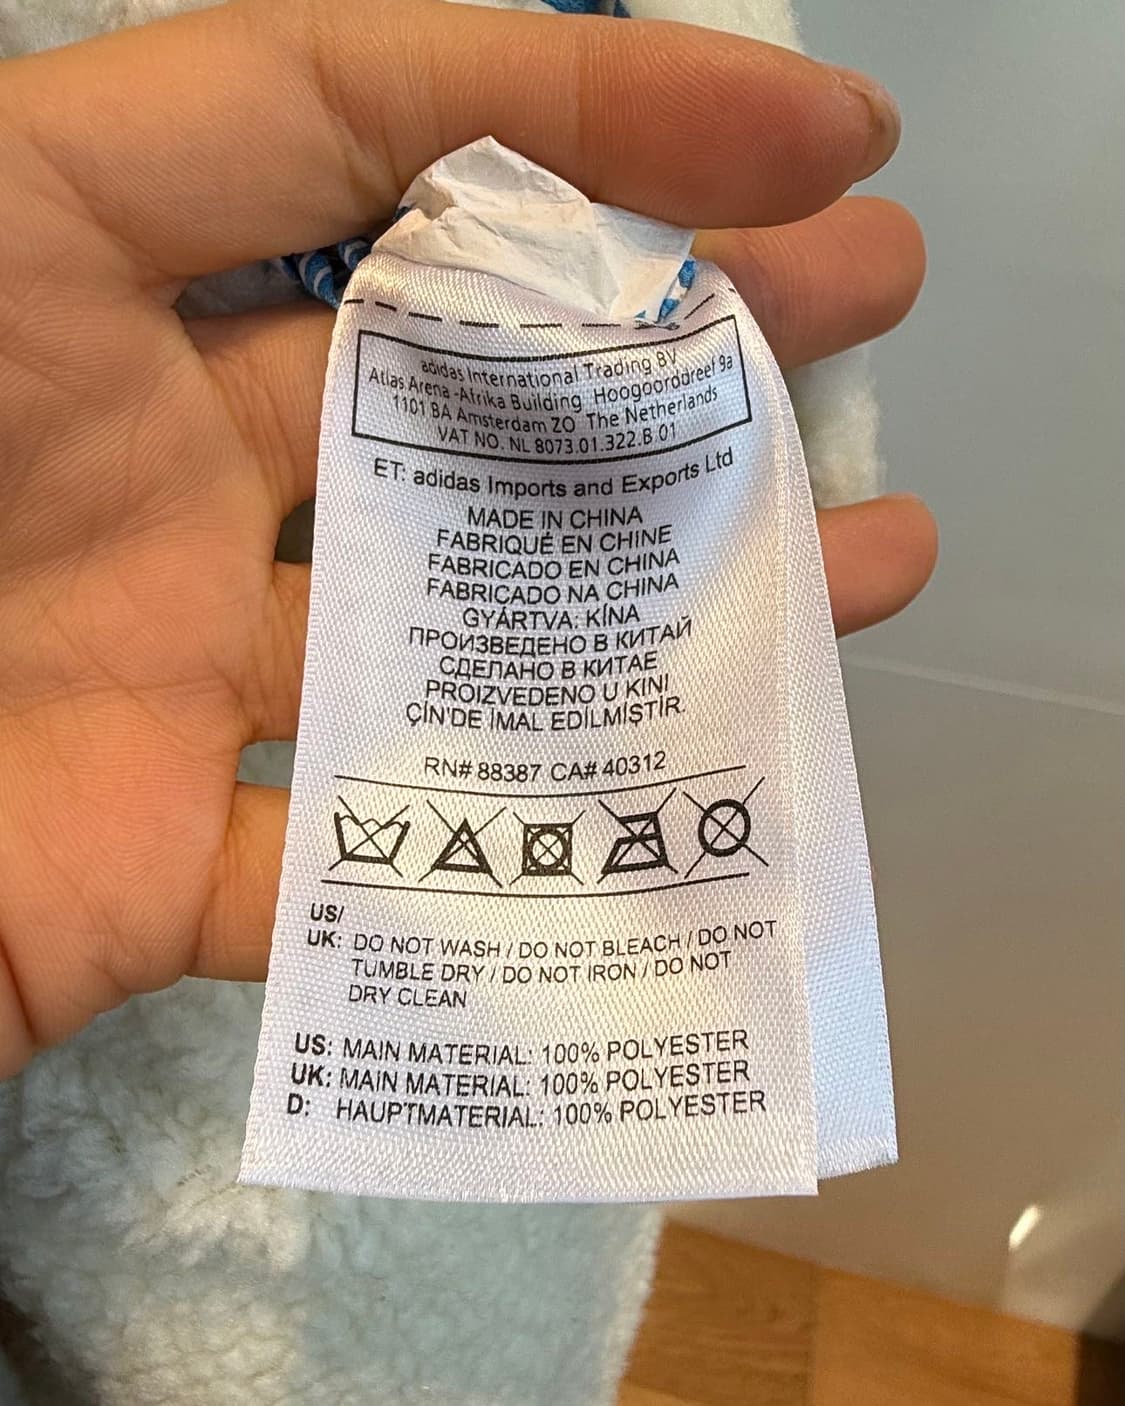 adidas International Trading BV
Atlas Arena -Afrika Building Hoogoorddreef 9a
1101 BA Amsterdam ZO The Netherlands
VAT NO. NL 8073.01.322.B.01
ET: adidas Imports and Exports Ltd
MADE IN CHINA
FABRIQUÉ EN CHINE
FABRICADO EN CHINA
FABRICADO NA CHINA
GYÁRTVA: KÍNA
ПРОИЗВЕДЕНО В КИТАЙ
СДЕЛАНО В КИТАЕ
PROIZVEDENO U KINI
ÇİN'DE İMAL EDİLMİŞTİR.
RN# 88387 CA# 40312
US/
UK: DO NOT WASH / DO NOT BLEACH / DO NOT
TUMBLE DRY / DO NOT IRON / DO NOT
DRY CLEAN
US: MAIN MATERIAL: 100% POLYESTER
UK: MAIN MATERIAL: 100% POLYESTER
D: HAUPTMATERIAL: 100% POLYESTER